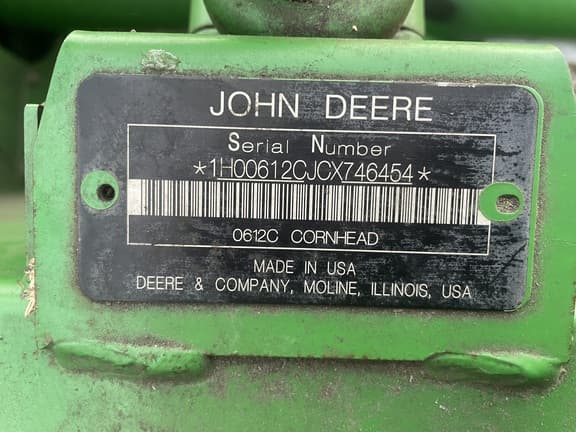 JOHN DEERE
Serial Number
*1H00612CJCX746454*
0612C CORNHEAD
MADE IN USA
DEERE & COMPANY, MOLINE, ILLINOIS, USA